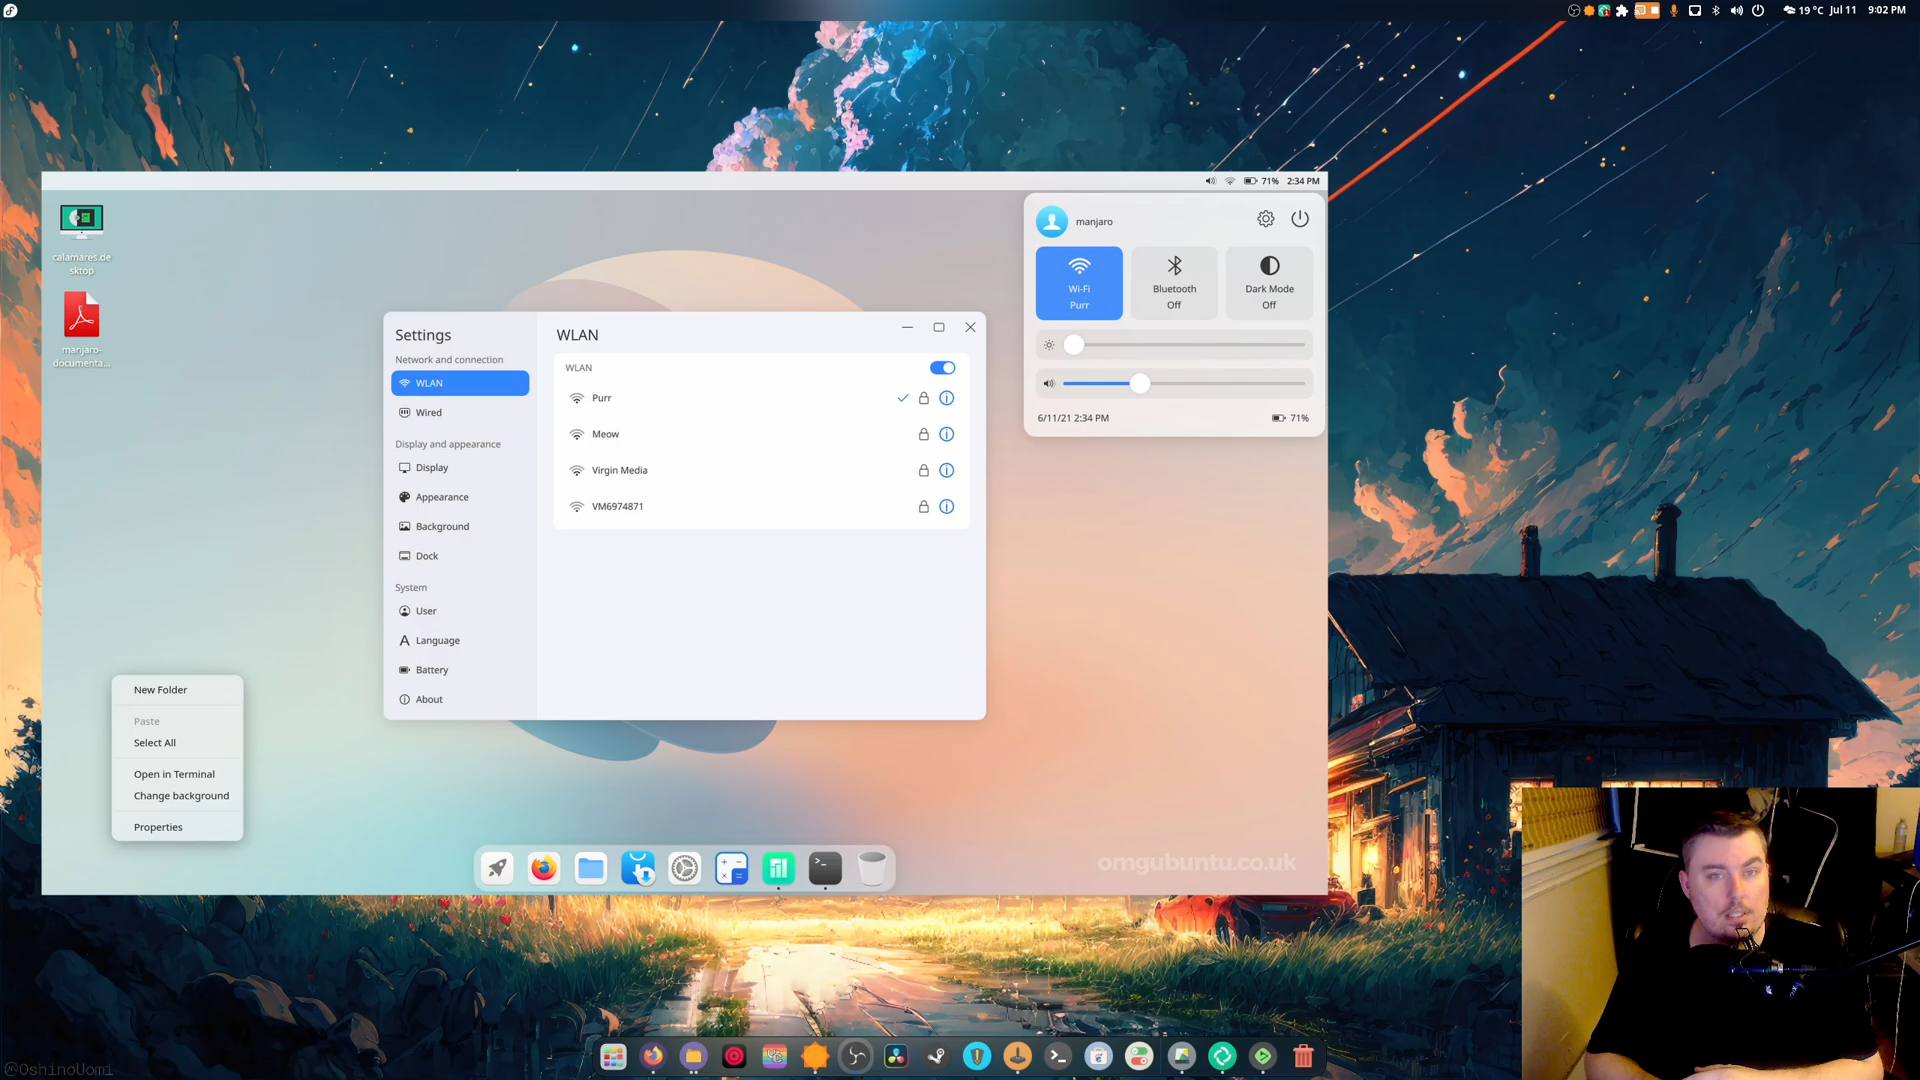 19 °C Jul 11 9:02 PM
71% 2:34 PM
calamares.de
sktop
manjaro-
documenta...
manjaro
Wi-Fi
Purr
Bluetooth
Off
Dark Mode
Off
6/11/21 2:34 PM
71%
Settings
Network and connection
WLAN
Wired
Display and appearance
Display
Appearance
Background
Dock
System
User
Language
Battery
About
WLAN
WLAN
Purr
Meow
Virgin Media
VM6974871
New Folder
Paste
Select All
Open in Terminal
Change background
Properties
omgubuntu.co.uk
@OshinoUomi